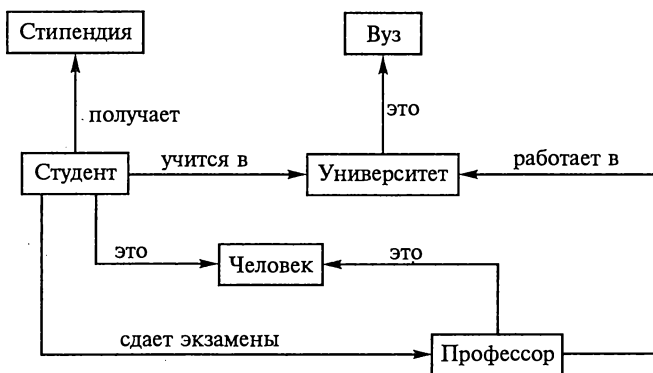 Стипендия
Вуз
получает
это
Студент
учится в
Университет
работает в
это
Человек
это
сдает экзамены
Профессор